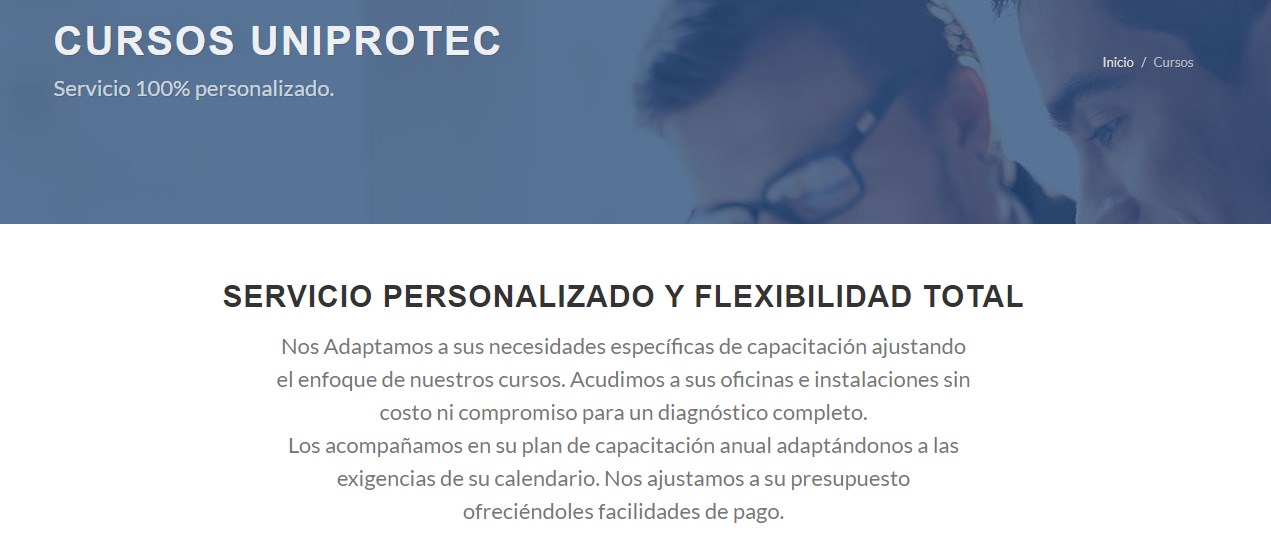 CURSOS UNIPROTEC
Servicio 100% personalizado.
Inicio / Cursos
SERVICIO PERSONALIZADO Y FLEXIBILIDAD TOTAL
Nos Adaptamos a sus necesidades específicas de capacitación ajustando
el enfoque de nuestros cursos. Acudimos a sus oficinas e instalaciones sin
costo ni compromiso para un diagnóstico completo.
Los acompañamos en su plan de capacitación anual adaptándonos a las
exigencias de su calendario. Nos ajustamos a su presupuesto
ofreciéndoles facilidades de pago.